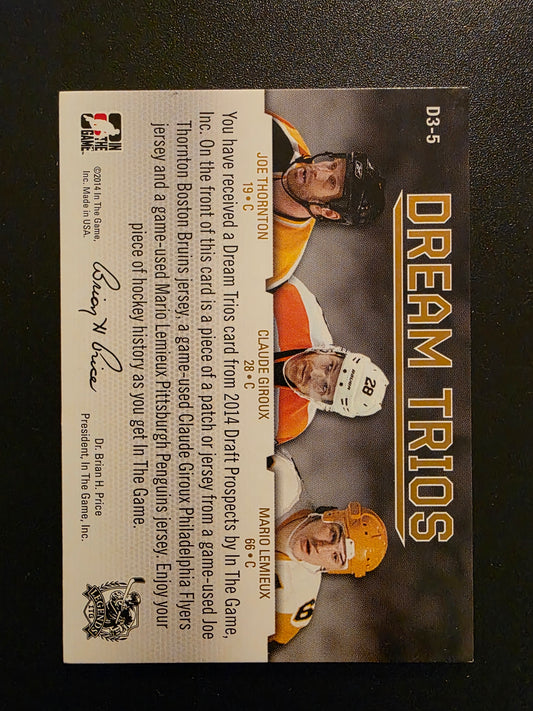 D3-5
DREAM TRIOS
28
6
JOE THORNTON
19 • C
CLAUDE GIROUX
28 • C
MARIO LEMIEUX
66 • C
You have received a Dream Trios card from 2014 Draft Prospects by In The Game,
Inc. On the front of this card is a piece of a patch or jersey from a game-used Joe
Thornton Boston Bruins jersey, a game-used Claude Giroux Philadelphia Flyers
jersey and a game-used Mario Lemieux Pittsburgh Penguins jersey. Enjoy your
piece of hockey history as you get In The Game.
IN
THE
GAME
©2014 In The Game,
Inc. Made in USA.
Brian H. Price
Dr. Brian H. Price
President, In The Game, Inc.
LEGENDS